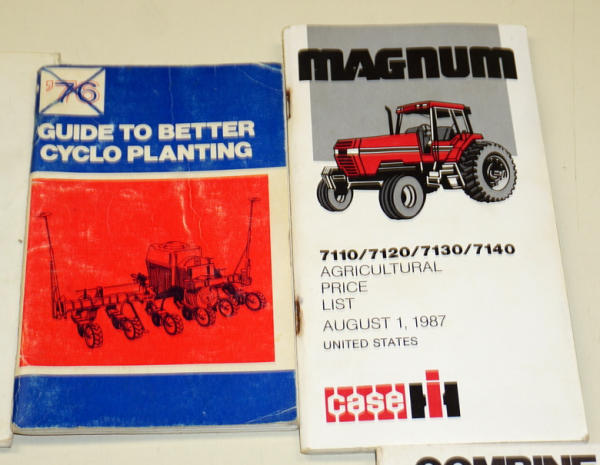 '76
GUIDE TO BETTER
CYCLO PLANTING
MAGNUM
7110/7120/7130/7140
AGRICULTURAL
PRICE
LIST
AUGUST 1, 1987
UNITED STATES
case IH
COMBINE